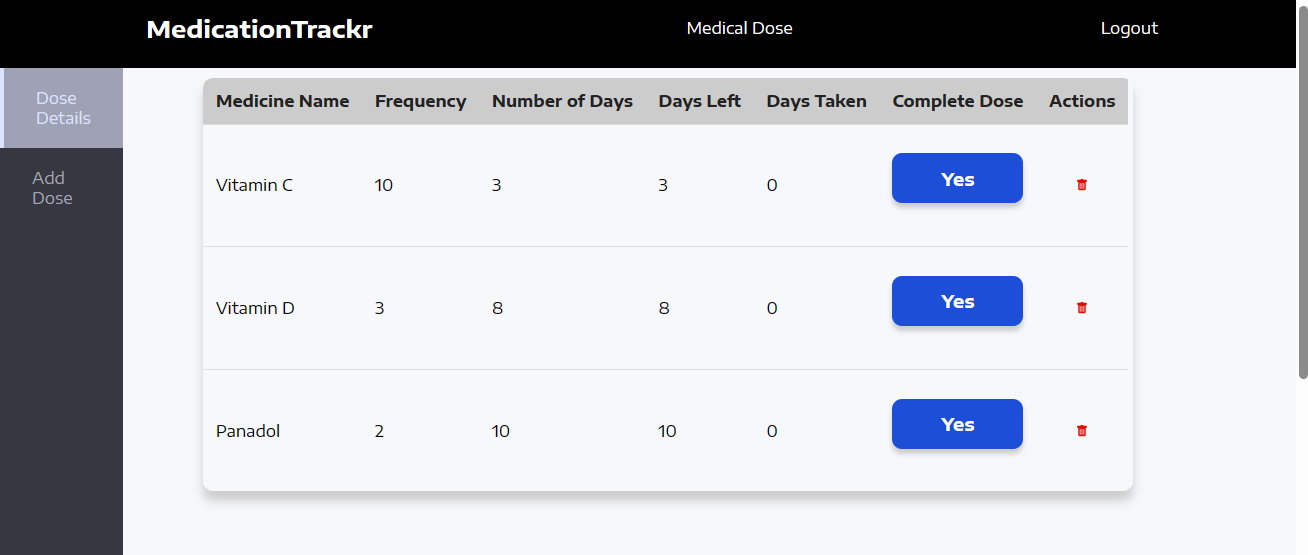 MedicationTrackr Medical Dose Logout
Dose
Details
Add
Dose
Medicine Name Frequency Number of Days Days Left Days Taken Complete Dose Actions
Vitamin C 10 3 3 0 Yes
Vitamin D 3 8 8 0 Yes
Panadol 2 10 10 0 Yes